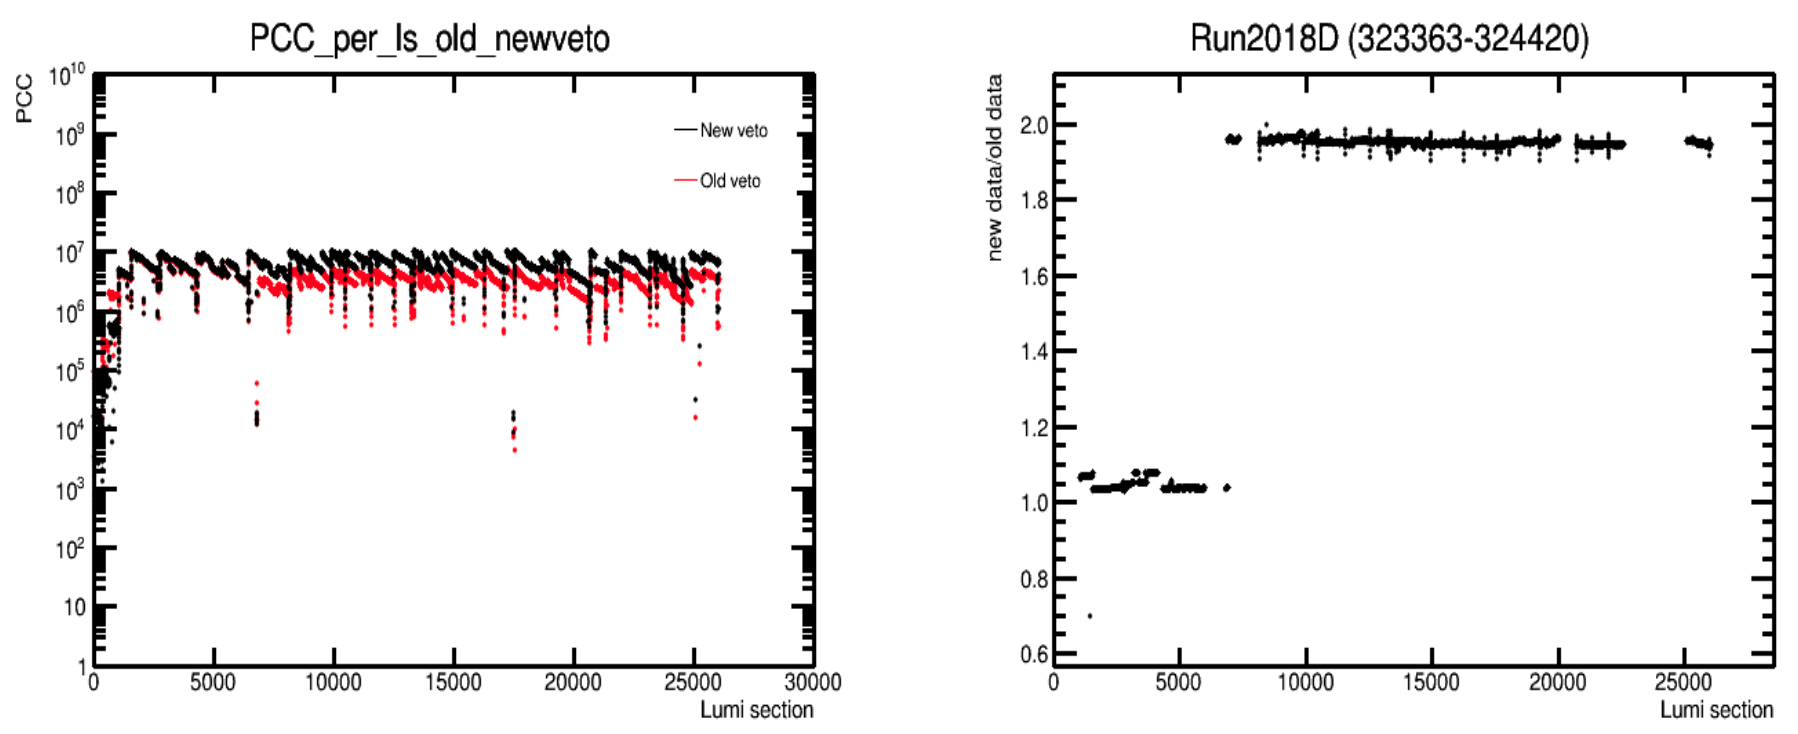 PCC_per_ls_old_newveto
PCC
10^10
10^9
10^8
10^7
10^6
10^5
10^4
10^3
10^2
10
1
New veto
Old veto
0 5000 10000 15000 20000 25000 30000
Lumi section
Run2018D (323363-324420)
new data/old data
2.0
1.8
1.6
1.4
1.2
1.0
0.8
0.6
0 5000 10000 15000 20000 25000
Lumi section